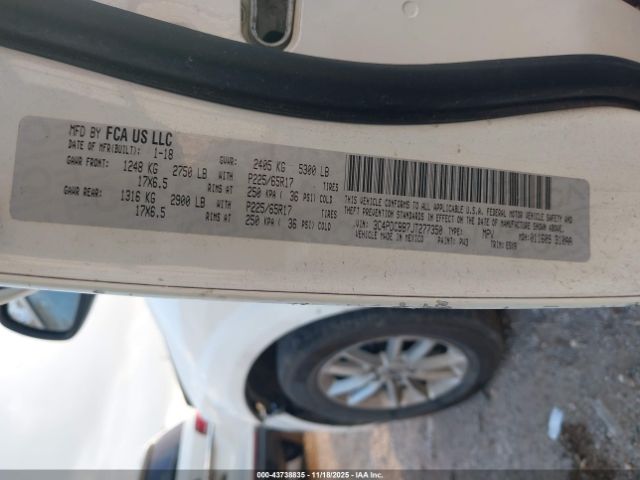 MFD BY FCA US LLC
DATE OF MFR(BUILT): 1-18
GVWR: 2405 KG 5300 LB
GAWR FRONT: 1248 KG 2750 LB WITH P225/65R17 TIRES
17X6.5 RIMS AT 250 KPA ( 36 PSI) COLD
GAWR REAR: 1316 KG 2900 LB WITH P225/65R17 TIRES
17X6.5 RIMS AT 250 KPA ( 36 PSI) COLD
THIS VEHICLE CONFORMS TO ALL APPLICABLE U.S.A. FEDERAL MOTOR VEHICLE SAFETY AND
THEFT PREVENTION STANDARDS IN EFFECT ON THE DATE OF MANUFACTURE SHOWN ABOVE
VIN: 3C4PDCBB7JT277350 TYPE: MPV
VEHICLE MADE IN MEXICO PAINT: PW3
000-43738835 - 11/18/2025 - IAAI.COM